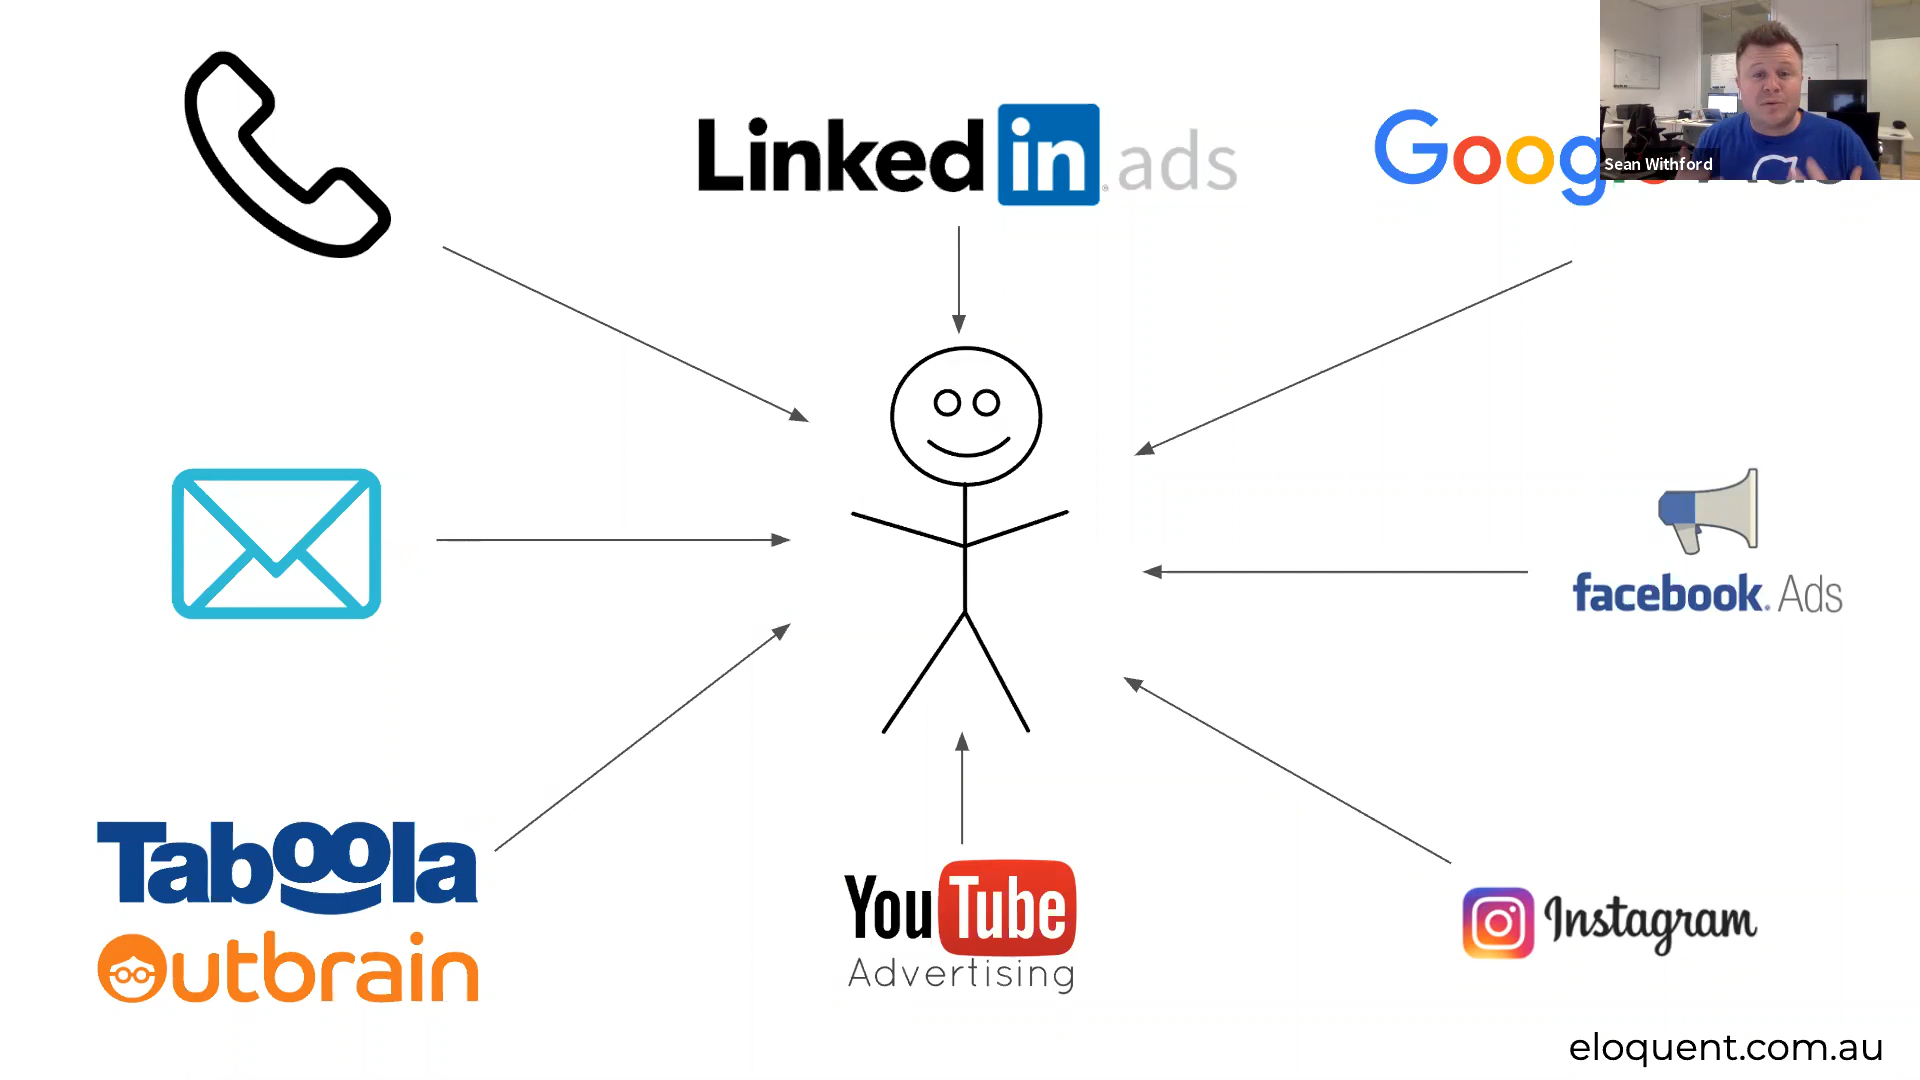 Linked in ads
Goog
Sean Withford
facebook Ads
Taboola
Outbrain
YouTube
Advertising
Instagram
eloquent.com.au